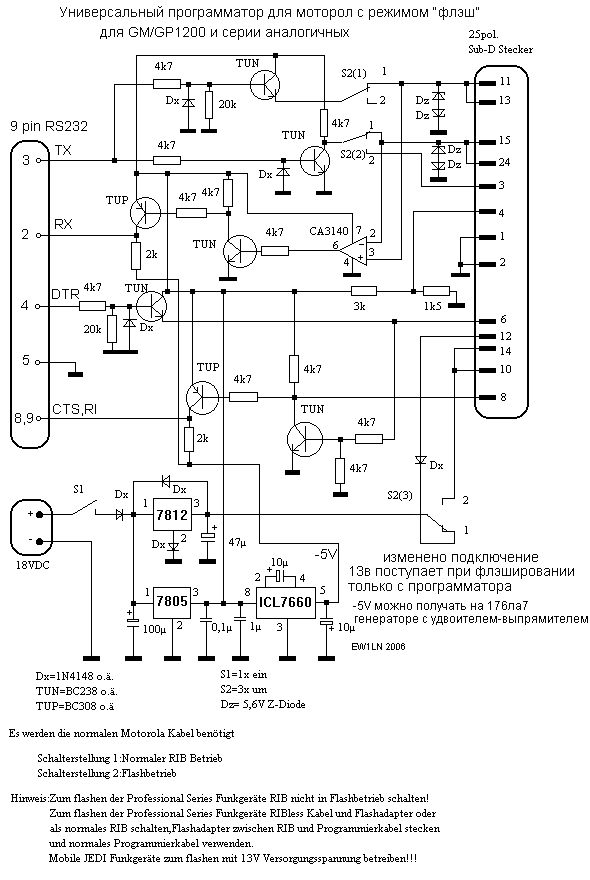 Универсальный программатор для моторол с режимом "флэш"
для GM/GP1200 и серии аналогичных
25pol.
Sub-D Stecker
9 pin RS232
3 TX
2 RX
4 DTR
5
8,9 CTS,RI
4k7
Dx
20k
TUN
S2(1)
1
2
Dz
Dz
11
13
4k7
4k7
Dx
TUN
S2(2)
1
2
Dz
Dz
15
24
3
4
1
2
6
12
14
10
8
TUP
4k7
4k7
TUN
4k7
CA3140
7
2
3
6
4
−
+
2k
4k7
20k
TUN
Dx
3k
1k5
TUP
4k7
4k7
TUN
4k7
4k7
2k
Dx
S2(3)
2
1
S1
+
-
18VDC
Dx
Dx
1 7812 3
2
Dx
+
47µ
-5V
1 7805 3
2
+
100µ
0,1µ
1µ
10µ
+
2
4
8 ICL7660 5
3
+
10µ
изменено подключение
13в поступает при флэшировании
только с программатора
-5V можно получать на 176ла7
генераторе с удвоителем-выпрямителем
EW1LN 2006
Dx=1N4148 o.ä.
TUN=BC238 o.ä.
TUP=BC308 o.ä
S1=1x ein
S2=3x um
Dz= 5,6V Z-Diode
Es werden die normalen Motorola Kabel benötigt
Schalterstellung 1:Normaler RIB Betrieb
Schalterstellung 2:Flashbetrieb
Hinweis:Zum flashen der Professional Series Funkgeräte RIB nicht in Flashbetrieb schalten!
Zum flashen der Professional Series Funkgeräte RIBless Kabel und Flashadapter oder
als normales RIB schalten,Flashadapter zwischen RIB und Programmierkabel stecken
und normales Programmierkabel verwenden.
Mobile JEDI Funkgeräte zum flashen mit 13V Versorgungsspannung betreiben!!!